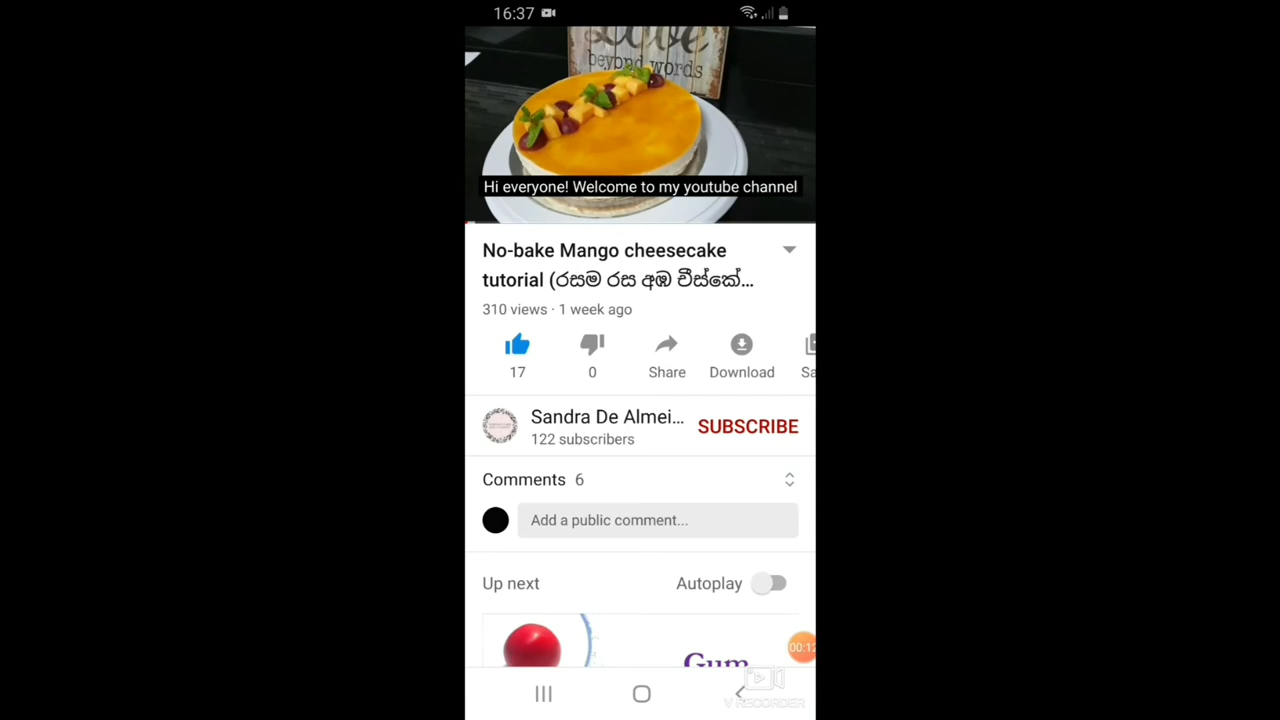 16:37
Love
beyond words
Hi everyone! Welcome to my youtube channel
No-bake Mango cheesecake
tutorial (රසම රස අඹ චීස්කේ...
310 views · 1 week ago
17
0
Share
Download
Sa
Sandra De Almei...
122 subscribers
SUBSCRIBE
Comments 6
Add a public comment...
Up next
Autoplay
Gum
00:12
V RECORDER